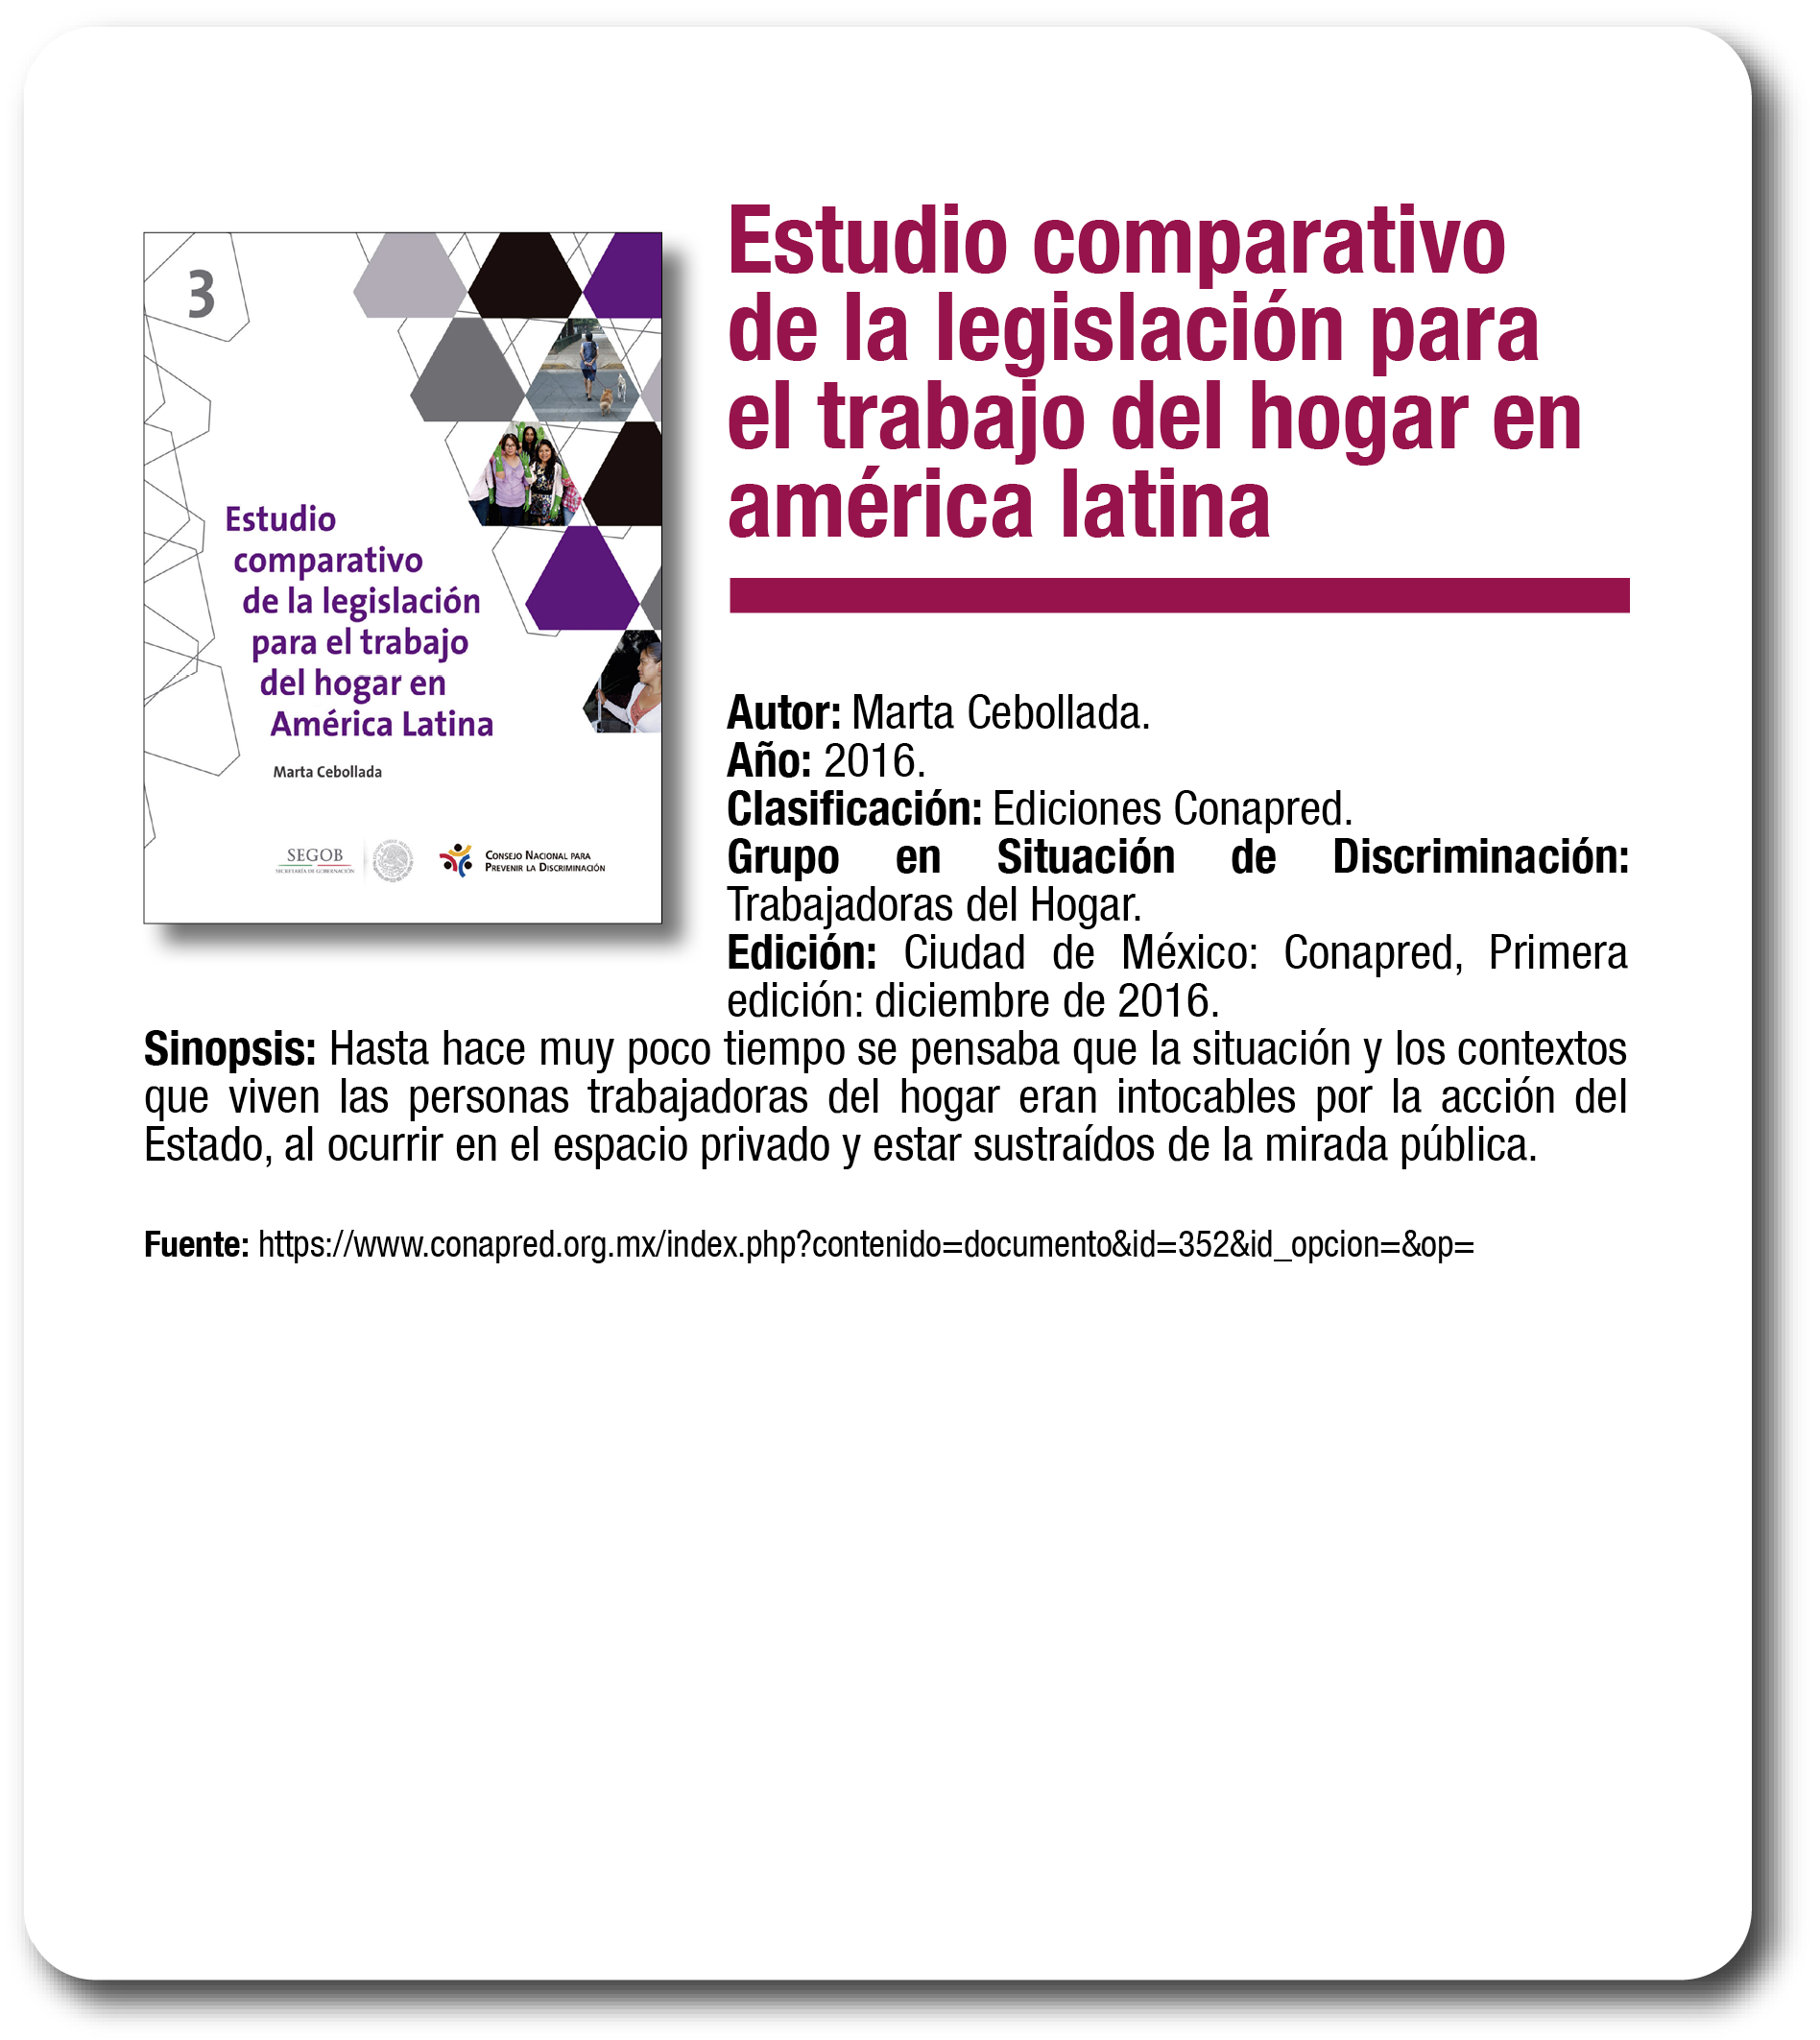 3
Estudio
comparativo
de la legislación
para el trabajo
del hogar en
América Latina
Marta Cebollada
SEGOB
SECRETARÍA DE GOBERNACIÓN
CONSEJO NACIONAL PARA
PREVENIR LA DISCRIMINACIÓN
Estudio comparativo
de la legislación para
el trabajo del hogar en
américa latina
Autor: Marta Cebollada.
Año: 2016.
Clasificación: Ediciones Conapred.
Grupo en Situación de Discriminación:
Trabajadoras del Hogar.
Edición: Ciudad de México: Conapred, Primera
edición: diciembre de 2016.
Sinopsis: Hasta hace muy poco tiempo se pensaba que la situación y los contextos
que viven las personas trabajadoras del hogar eran intocables por la acción del
Estado, al ocurrir en el espacio privado y estar sustraídos de la mirada pública.
Fuente: https://www.conapred.org.mx/index.php?contenido=documento&id=352&id_opcion=&op=